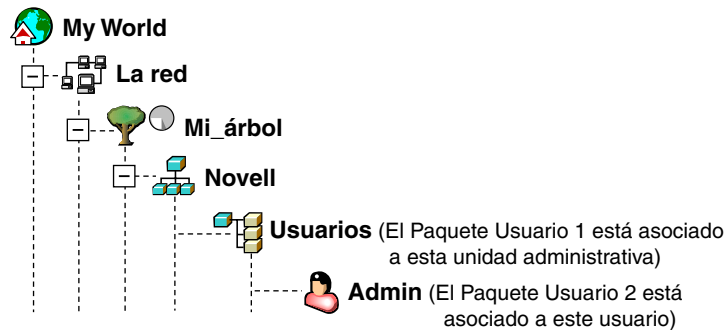 My World
La red
Mi_árbol
Novell
Usuarios (El Paquete Usuario 1 está asociado
a esta unidad administrativa)
Admin (El Paquete Usuario 2 está
asociado a este usuario)